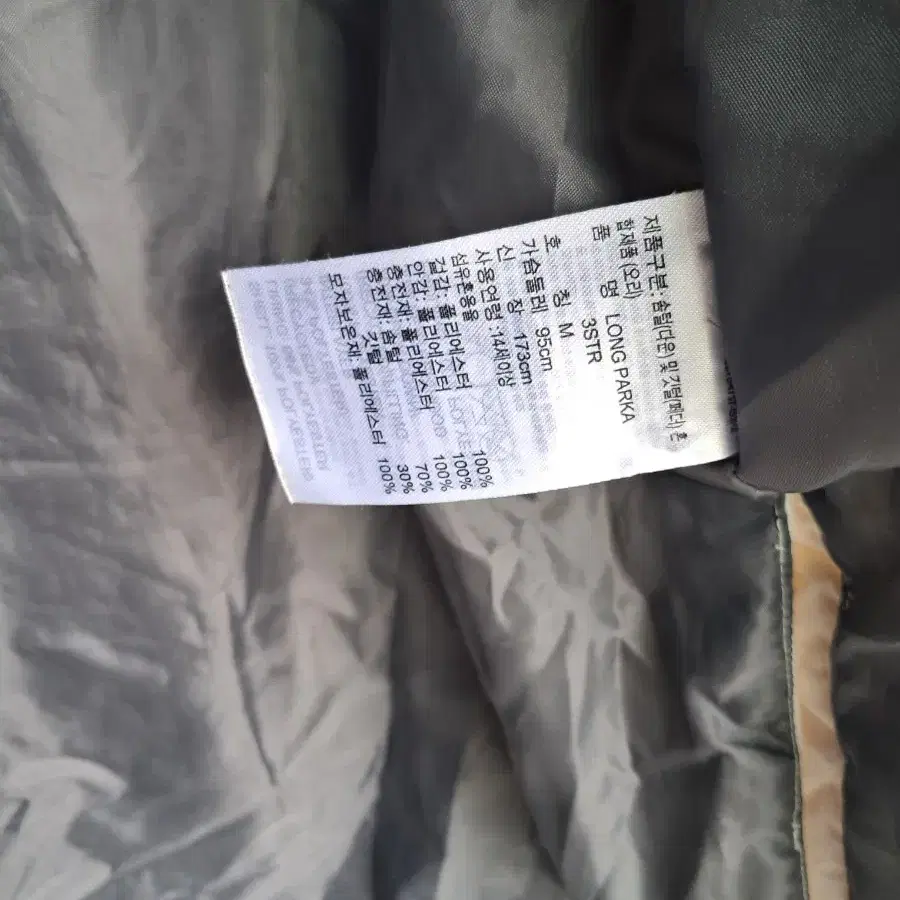 제품구분: 솜털(다운) 및 깃털(페더) 혼
합제품 (오리)
품 명 LONG PARKA
3STR
호 칭 M
가슴둘레 95cm
신 장 173cm
사용연령 :14세이상
섬유혼용율
겉감: 폴리에스터 100%
안감: 폴리에스터 100%
충전재: 폴리에스터 100%
충전재: 솜털 70%
깃털 30%
모자보온재: 폴리에스터 100%